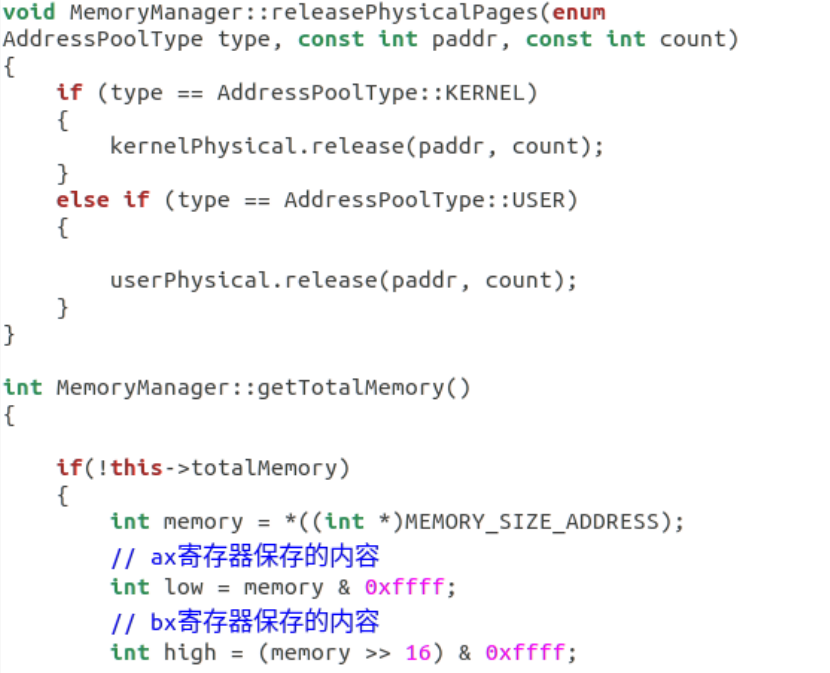 void MemoryManager::releasePhysicalPages(enum
AddressPoolType type, const int paddr, const int count)
{
    if (type == AddressPoolType::KERNEL)
    {
        kernelPhysical.release(paddr, count);
    }
    else if (type == AddressPoolType::USER)
    {

        userPhysical.release(paddr, count);
    }
}

int MemoryManager::getTotalMemory()
{

    if(!this->totalMemory)
    {
        int memory = *((int *)MEMORY_SIZE_ADDRESS);
        // ax寄存器保存的内容
        int low = memory & 0xffff;
        // bx寄存器保存的内容
        int high = (memory >> 16) & 0xffff;